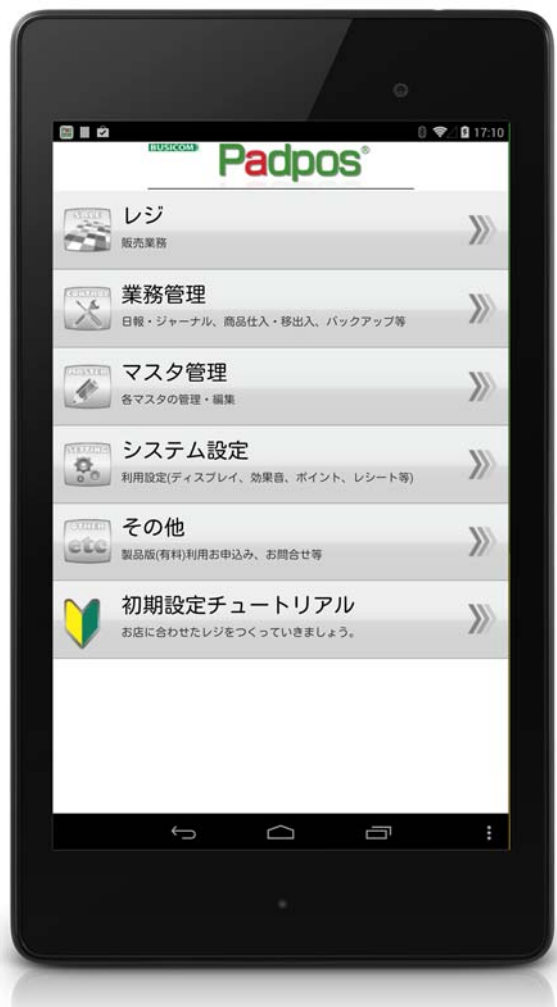 17:10
BUSICOM
Padpos®
レジ
販売業務
業務管理
日報・ジャーナル、商品仕入・移出入、バックアップ等
マスタ管理
各マスタの管理・編集
システム設定
利用設定(ディスプレイ、効果音、ポイント、レシート等)
etc
その他
製品版(有料)利用お申込み、お問合せ等
初期設定チュートリアル
お店に合わせたレジをつくっていきましょう。